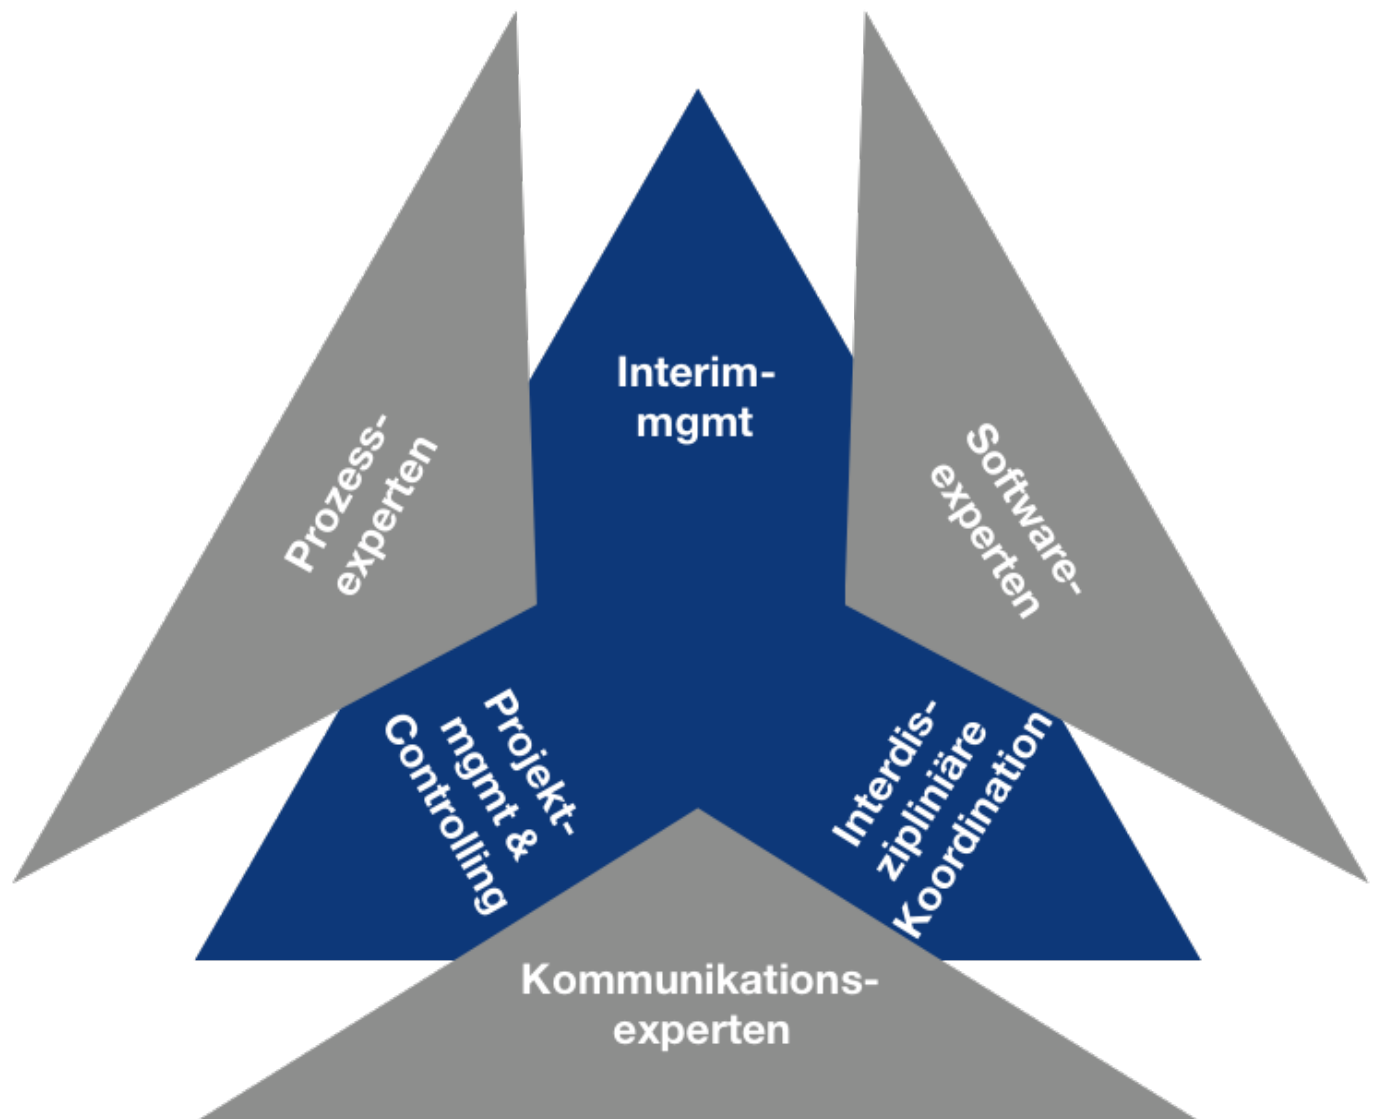 Interim-
mgmt
Prozess-
experten
Software-
experten
Projekt-
mgmt &
Controlling
Interdis-
zipliniäre
Koordination
Kommunikations-
experten